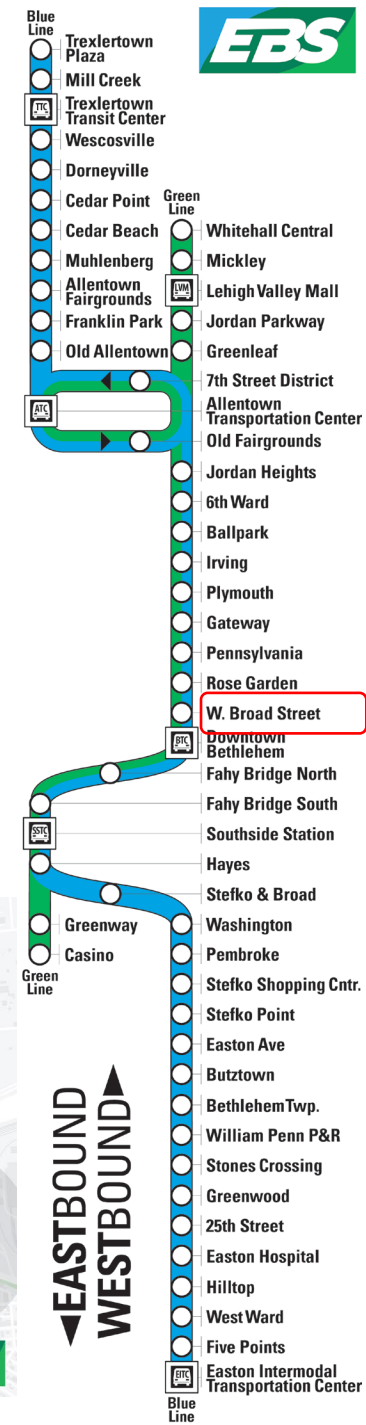 Blue
Line
EBS
Trexlertown
Plaza
Mill Creek
TTC
Trexlertown
Transit Center
Wescosville
Dorneyville
Cedar Point
Green
Line
Cedar Beach
Whitehall Central
Muhlenberg
Mickley
Allentown
Fairgrounds
LVM
Lehigh Valley Mall
Franklin Park
Jordan Parkway
Old Allentown
Greenleaf
7th Street District
ATC
Allentown
Transportation Center
Old Fairgrounds
Jordan Heights
6th Ward
Ballpark
Irving
Plymouth
Gateway
Pennsylvania
Rose Garden
W. Broad Street
BTC
Downtown
Bethlehem
Fahy Bridge North
Fahy Bridge South
SSTC
Southside Station
Hayes
Stefko & Broad
Greenway
Washington
Casino
Pembroke
Green
Line
Stefko Shopping Cntr.
Stefko Point
Easton Ave
Butztown
Bethlehem Twp.
William Penn P&R
Stones Crossing
Greenwood
25th Street
Easton Hospital
Hilltop
West Ward
Five Points
EITC
Easton Intermodal
Transportation Center
Blue
Line
EASTBOUND
WESTBOUND